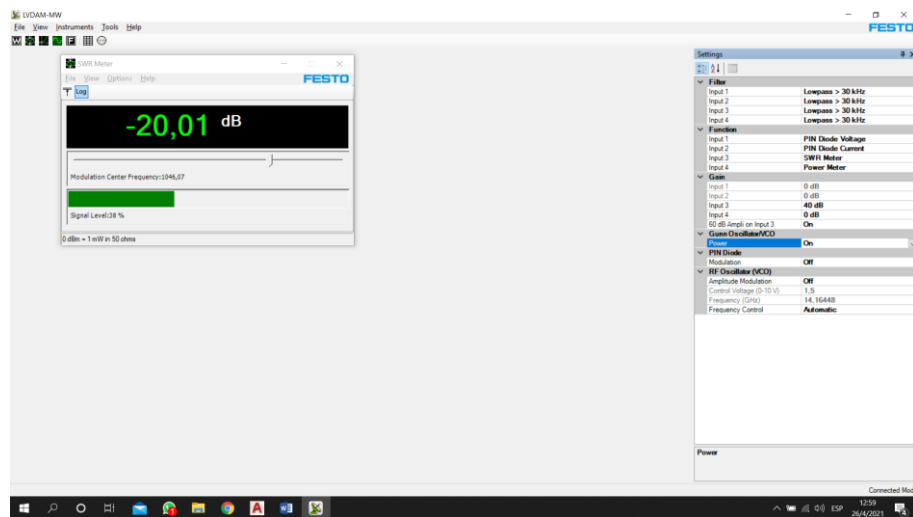 LVDAM-MW
File View Instruments Tools Help
FESTO
SWR Meter
File View Options Help
FESTO
Log
-20,01 dB
Modulation Center Frequency:1046,07
Signal Level:38 %
0 dBm = 1 mW in 50 ohms
Settings
Filter
Input 1 Lowpass > 30 kHz
Input 2 Lowpass > 30 kHz
Input 3 Lowpass > 30 kHz
Input 4 Lowpass > 30 kHz
Function
Input 1 PIN Diode Voltage
Input 2 PIN Diode Current
Input 3 SWR Meter
Input 4 Power Meter
Gain
Input 1 0 dB
Input 2 0 dB
Input 3 40 dB
Input 4 0 dB
60 dB Ampli on Input 3 On
Gunn Oscillator/VCO
Power On
PIN Diode
Modulation Off
RF Oscillator (VCO)
Amplitude Modulation Off
Control Voltage (0-10 V) 1,5
Frequency (GHz) 14,16448
Frequency Control Automatic
Power
Connected Mod
ESP
12:59
26/4/2021